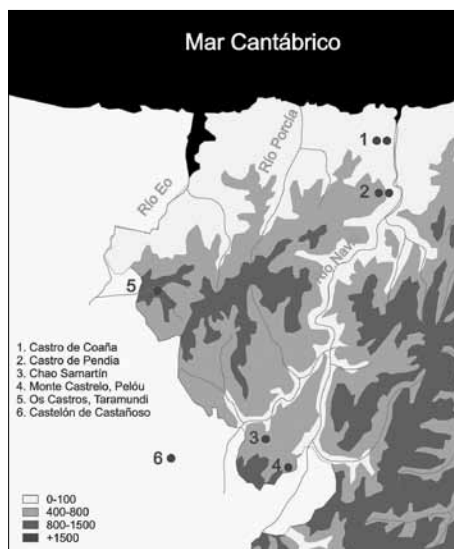 Mar Cantábrico
Río Eo
Río Porcía
Río Navia
1
2
5
3
4
6
1. Castro de Coaña
2. Castro de Pendia
3. Chao Samartín
4. Monte Castrelo, Pelóu
5. Os Castros, Taramundi
6. Castelón de Castañoso
0-100
400-800
800-1500
+1500